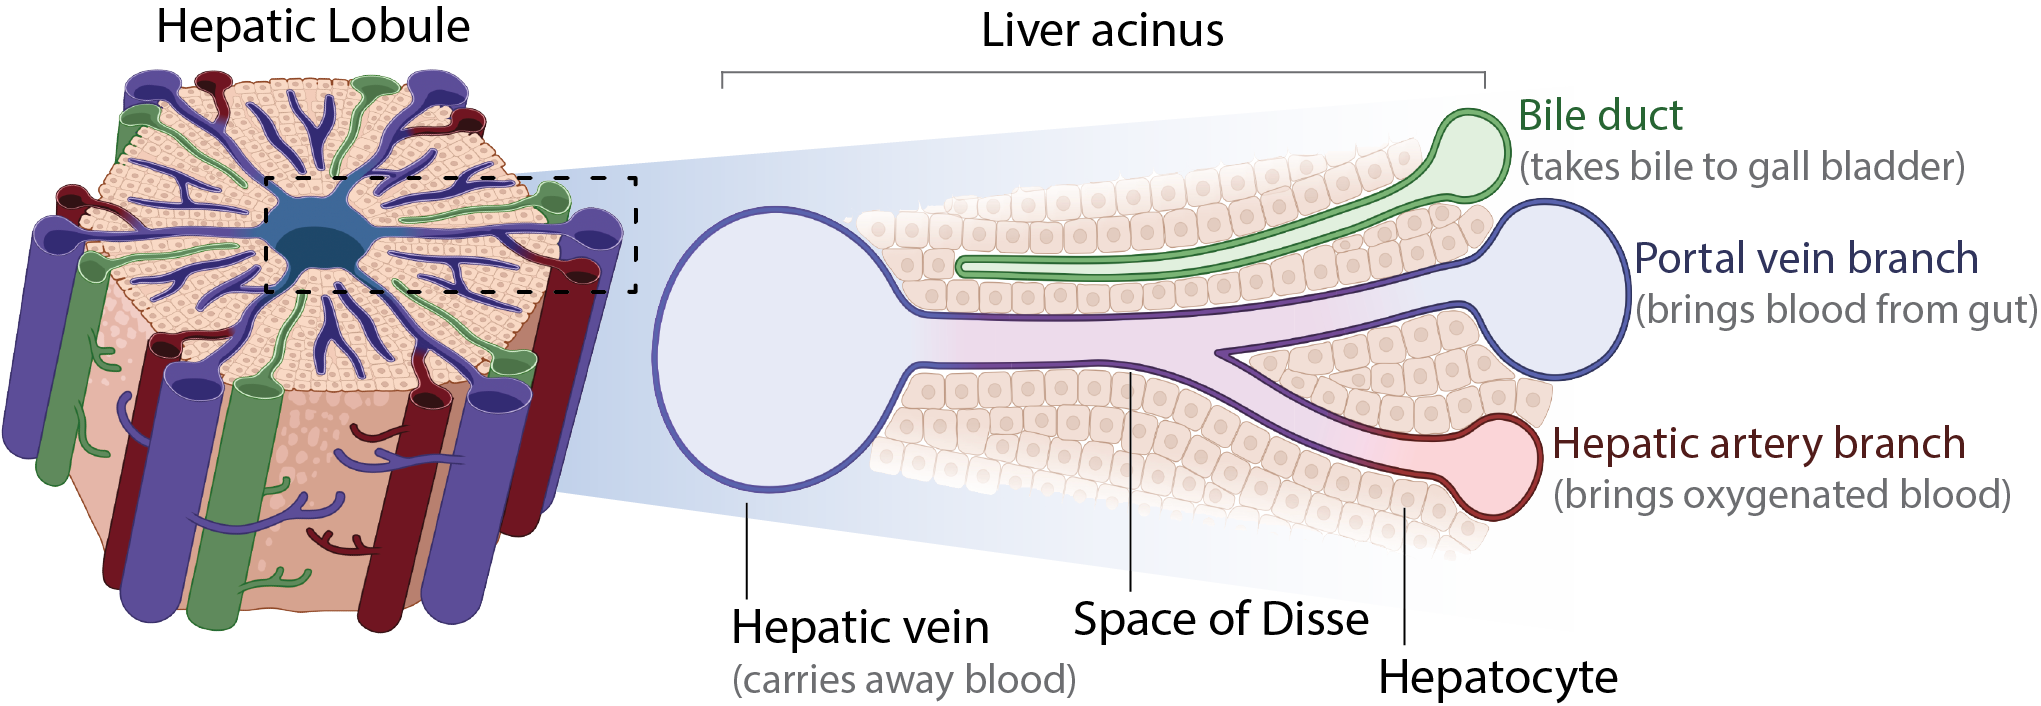 Hepatic Lobule
Liver acinus
Bile duct
(takes bile to gall bladder)
Portal vein branch
(brings blood from gut)
Hepatic artery branch
(brings oxygenated blood)
Hepatic vein
(carries away blood)
Space of Disse
Hepatocyte